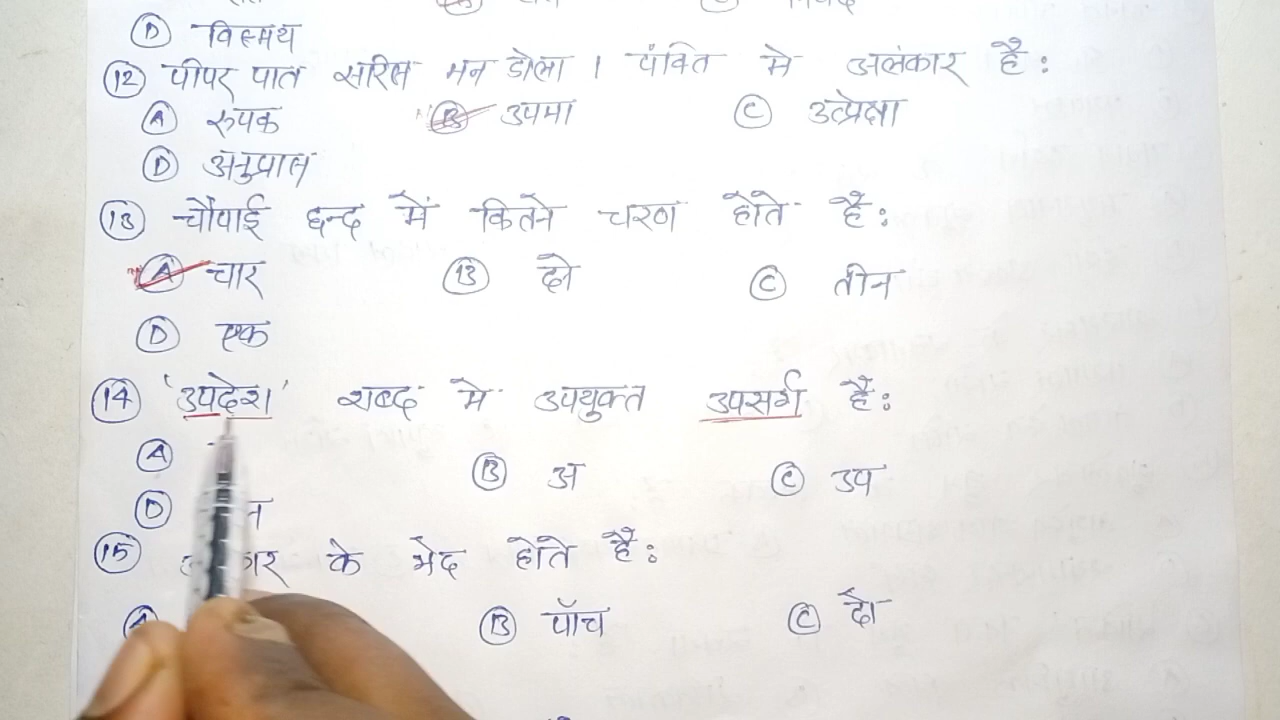 Ⓓ विस्मय
⑫ पीपर पात सरिस मन डोला । पंक्ति मे अलंकार है :
Ⓐ रुपक Ⓑ उपमा Ⓒ उत्प्रेक्षा
Ⓓ अनुप्रास
⑬ चौपाई छन्द में कितने चरण होते है :
Ⓐ चार Ⓑ दो Ⓒ तीन
Ⓓ एक
⑭ 'उपदेश' शब्द मे उपयुक्त उपसर्ग है :
Ⓐ Ⓑ अ Ⓒ उप
Ⓓ
⑮ के भेद होते है :
Ⓐ Ⓑ पॉच Ⓒ दो